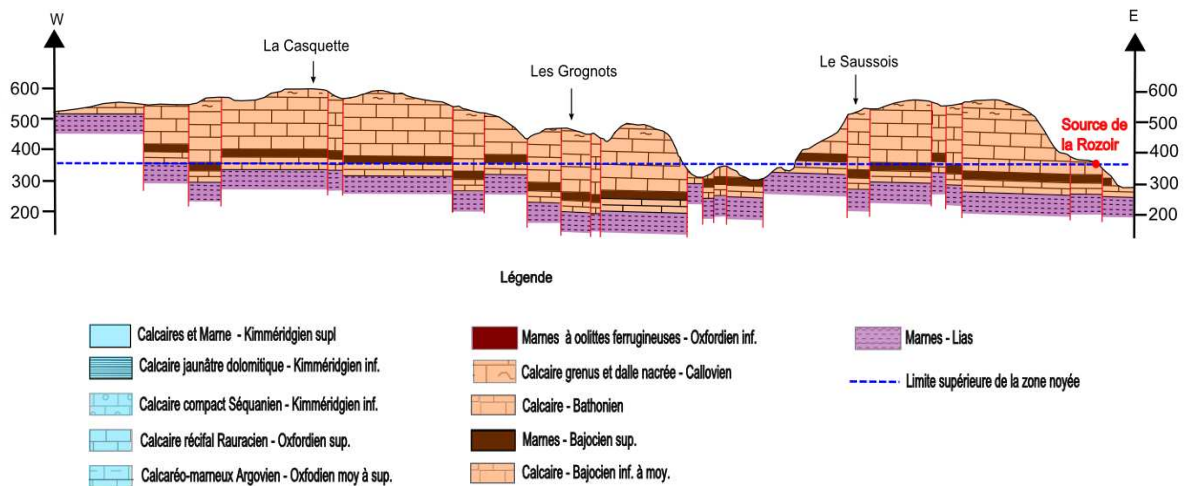 W
E
La Casquette
Les Grognots
Le Saussois
600
500
400
300
200
600
500
400
300
200
Source de
la Rozoir
Légende
Calcaires et Marne - Kimméridgien supl
Calcaire jaunâtre dolomitique - Kimméridgien inf.
Calcaire compact Séquanien - Kimméridgien inf.
Calcaire récifal Rauracien - Oxfordien sup.
Calcaréo-marneux Argovien - Oxfodien moy à sup.
Marnes à oolittes ferrugineuses - Oxfordien inf.
Calcaire grenus et dalle nacrée - Callovien
Calcaire - Bathonien
Marnes - Bajocien sup.
Calcaire - Bajocien inf. à moy.
Marnes - Lias
Limite supérieure de la zone noyée